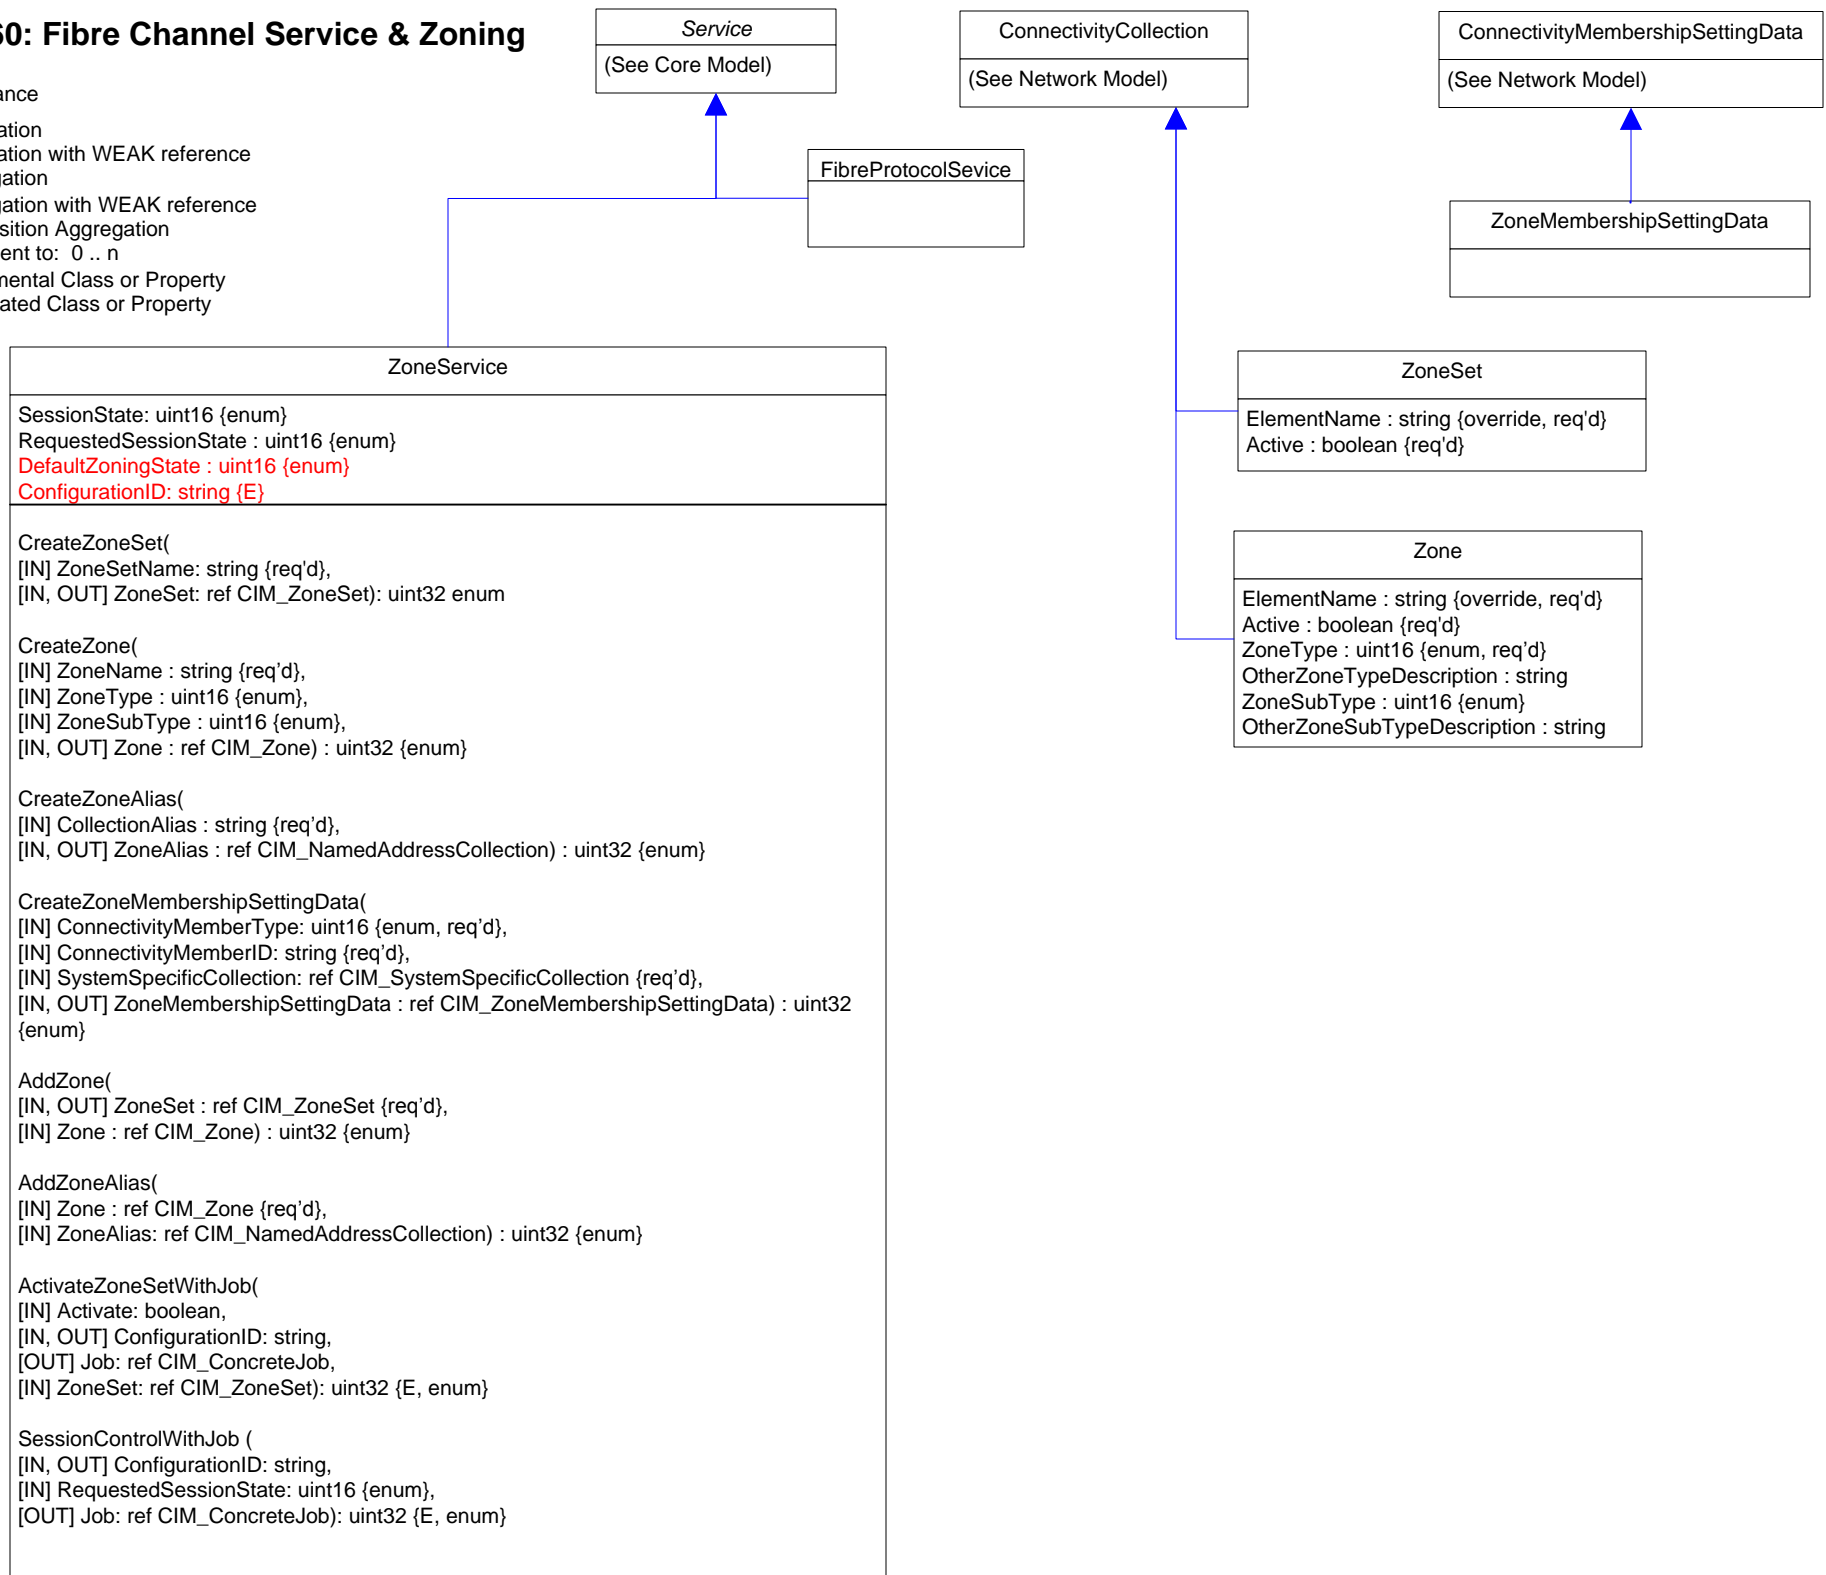 60: Fibre Channel Service & Zoning
ance
ation
ation with WEAK reference
gation
gation with WEAK reference
sition Aggregation
ent to: 0 .. n
mental Class or Property
ated Class or Property
Service
(See Core Model)
ConnectivityCollection
(See Network Model)
ConnectivityMembershipSettingData
(See Network Model)
FibreProtocolSevice
ZoneMembershipSettingData
ZoneService
SessionState: uint16 {enum}
RequestedSessionState : uint16 {enum}
DefaultZoningState : uint16 {enum}
ConfigurationID: string {E}
CreateZoneSet(
[IN] ZoneSetName: string {req'd},
[IN, OUT] ZoneSet: ref CIM_ZoneSet): uint32 enum
CreateZone(
[IN] ZoneName : string {req’d},
[IN] ZoneType : uint16 {enum},
[IN] ZoneSubType : uint16 {enum},
[IN, OUT] Zone : ref CIM_Zone) : uint32 {enum}
CreateZoneAlias(
[IN] CollectionAlias : string {req’d},
[IN, OUT] ZoneAlias : ref CIM_NamedAddressCollection) : uint32 {enum}
CreateZoneMembershipSettingData(
[IN] ConnectivityMemberType: uint16 {enum, req’d},
[IN] ConnectivityMemberID: string {req’d},
[IN] SystemSpecificCollection: ref CIM_SystemSpecificCollection {req’d},
[IN, OUT] ZoneMembershipSettingData : ref CIM_ZoneMembershipSettingData) : uint32
{enum}
AddZone(
[IN, OUT] ZoneSet : ref CIM_ZoneSet {req’d},
[IN] Zone : ref CIM_Zone) : uint32 {enum}
AddZoneAlias(
[IN] Zone : ref CIM_Zone {req’d},
[IN] ZoneAlias: ref CIM_NamedAddressCollection) : uint32 {enum}
ActivateZoneSetWithJob(
[IN] Activate: boolean,
[IN, OUT] ConfigurationID: string,
[OUT] Job: ref CIM_ConcreteJob,
[IN] ZoneSet: ref CIM_ZoneSet): uint32 {E, enum}
SessionControlWithJob (
[IN, OUT] ConfigurationID: string,
[IN] RequestedSessionState: uint16 {enum},
[OUT] Job: ref CIM_ConcreteJob): uint32 {E, enum}
ZoneSet
ElementName : string {override, req'd}
Active : boolean {req'd}
Zone
ElementName : string {override, req'd}
Active : boolean {req'd}
ZoneType : uint16 {enum, req’d}
OtherZoneTypeDescription : string
ZoneSubType : uint16 {enum}
OtherZoneSubTypeDescription : string